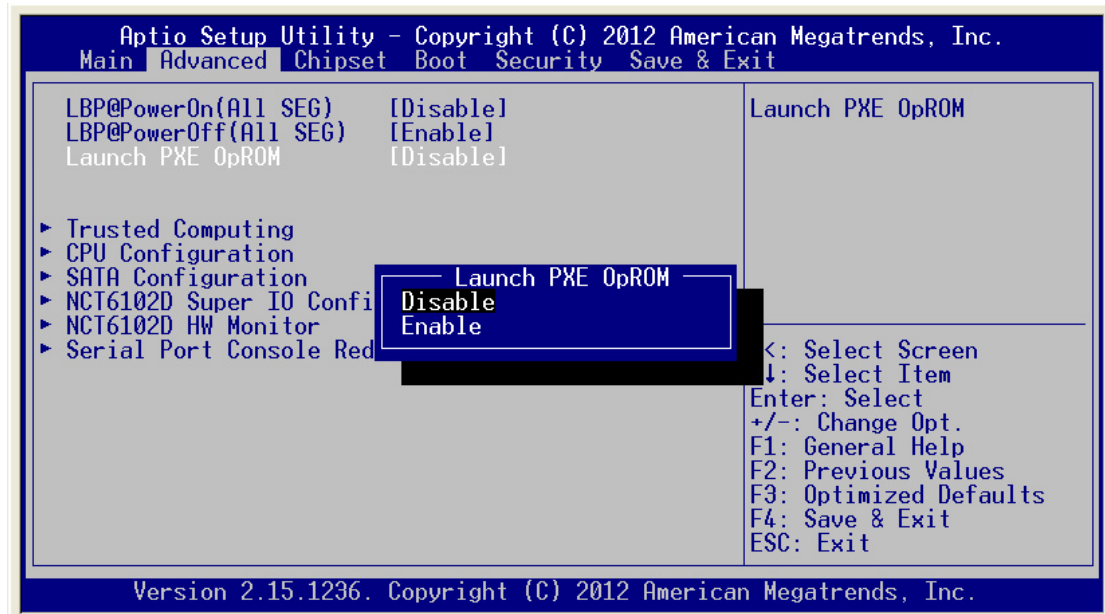 Aptio Setup Utility – Copyright (C) 2012 American Megatrends, Inc.
Main Advanced Chipset Boot Security Save & Exit
LBP@PowerOn(All SEG) [Disable]
LBP@PowerOff(All SEG) [Enable]
Launch PXE OpROM [Disable]
► Trusted Computing
► CPU Configuration
► SATA Configuration
► NCT6102D Super IO Confi
► NCT6102D HW Monitor
► Serial Port Console Red
Launch PXE OpROM
Disable
Enable
Launch PXE OpROM
<: Select Screen
↓: Select Item
Enter: Select
+/-: Change Opt.
F1: General Help
F2: Previous Values
F3: Optimized Defaults
F4: Save & Exit
ESC: Exit
Version 2.15.1236. Copyright (C) 2012 American Megatrends, Inc.